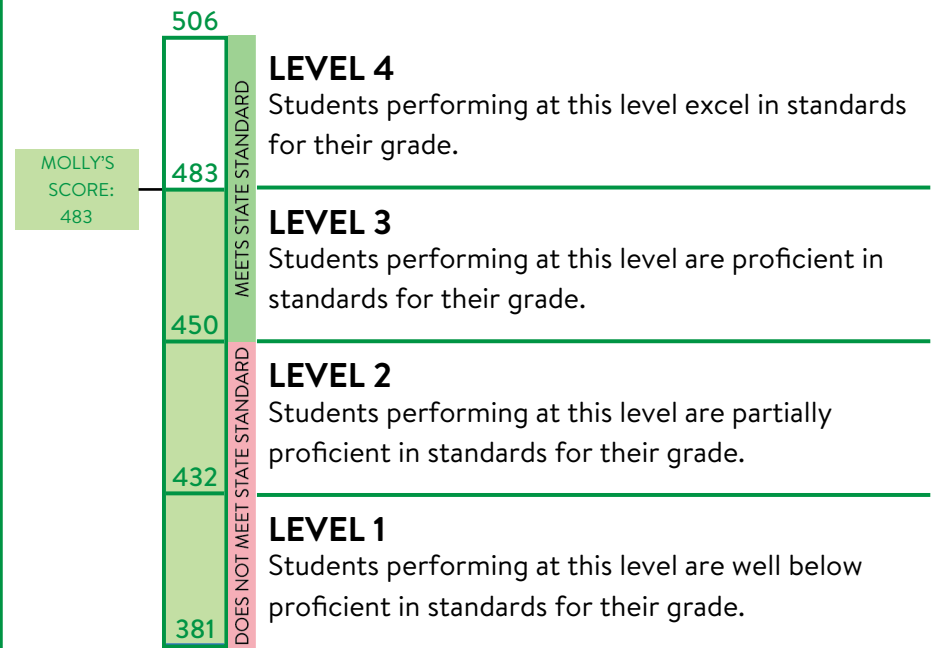 506
LEVEL 4
Students performing at this level excel in standards
for their grade.
MOLLY'S
SCORE:
483
483
MEETS STATE STANDARD
LEVEL 3
Students performing at this level are proficient in
standards for their grade.
450
LEVEL 2
Students performing at this level are partially
proficient in standards for their grade.
432
DOES NOT MEET STATE STANDARD
LEVEL 1
Students performing at this level are well below
proficient in standards for their grade.
381